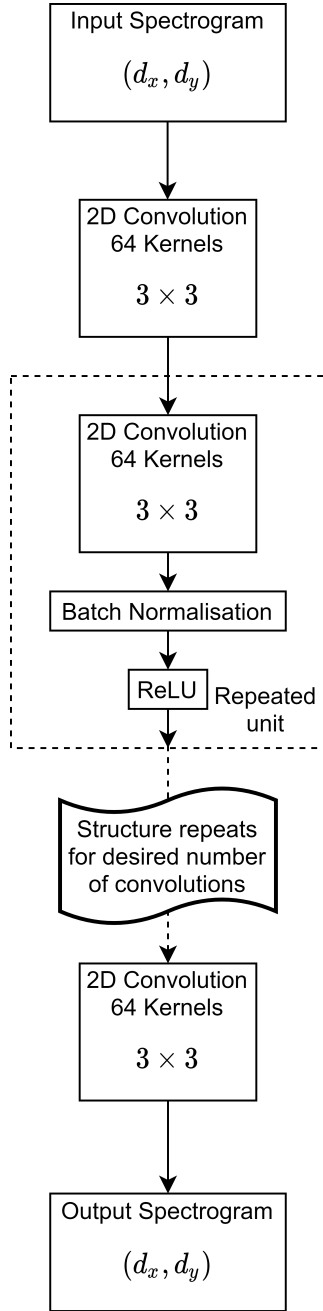 Input Spectrogram
(d_x, d_y)
2D Convolution
64 Kernels
3 × 3
2D Convolution
64 Kernels
3 × 3
Batch Normalisation
ReLU
Repeated
unit
Structure repeats
for desired number
of convolutions
2D Convolution
64 Kernels
3 × 3
Output Spectrogram
(d_x, d_y)